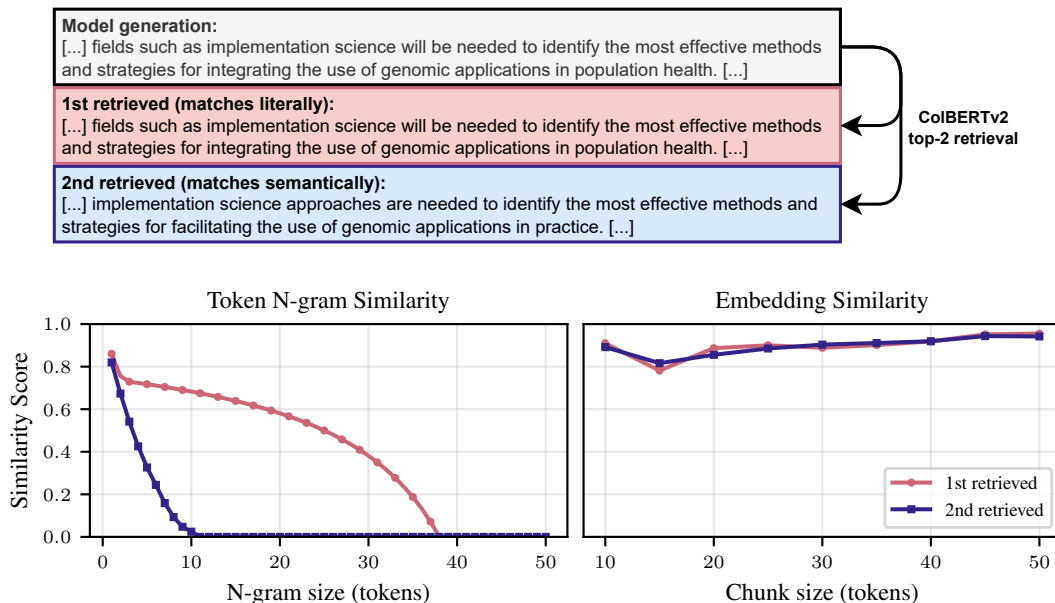 Model generation:
[...] fields such as implementation science will be needed to identify the most effective methods
and strategies for integrating the use of genomic applications in population health. [...]
1st retrieved (matches literally):
[...] fields such as implementation science will be needed to identify the most effective methods
and strategies for integrating the use of genomic applications in population health. [...]
2nd retrieved (matches semantically):
[...] implementation science approaches are needed to identify the most effective methods and
strategies for facilitating the use of genomic applications in practice. [...]
ColBERTv2
top-2 retrieval
Token N-gram Similarity
Similarity Score
1.0
0.8
0.6
0.4
0.2
0.0
0 10 20 30 40 50
N-gram size (tokens)
Embedding Similarity
1st retrieved
2nd retrieved
10 20 30 40 50
Chunk size (tokens)